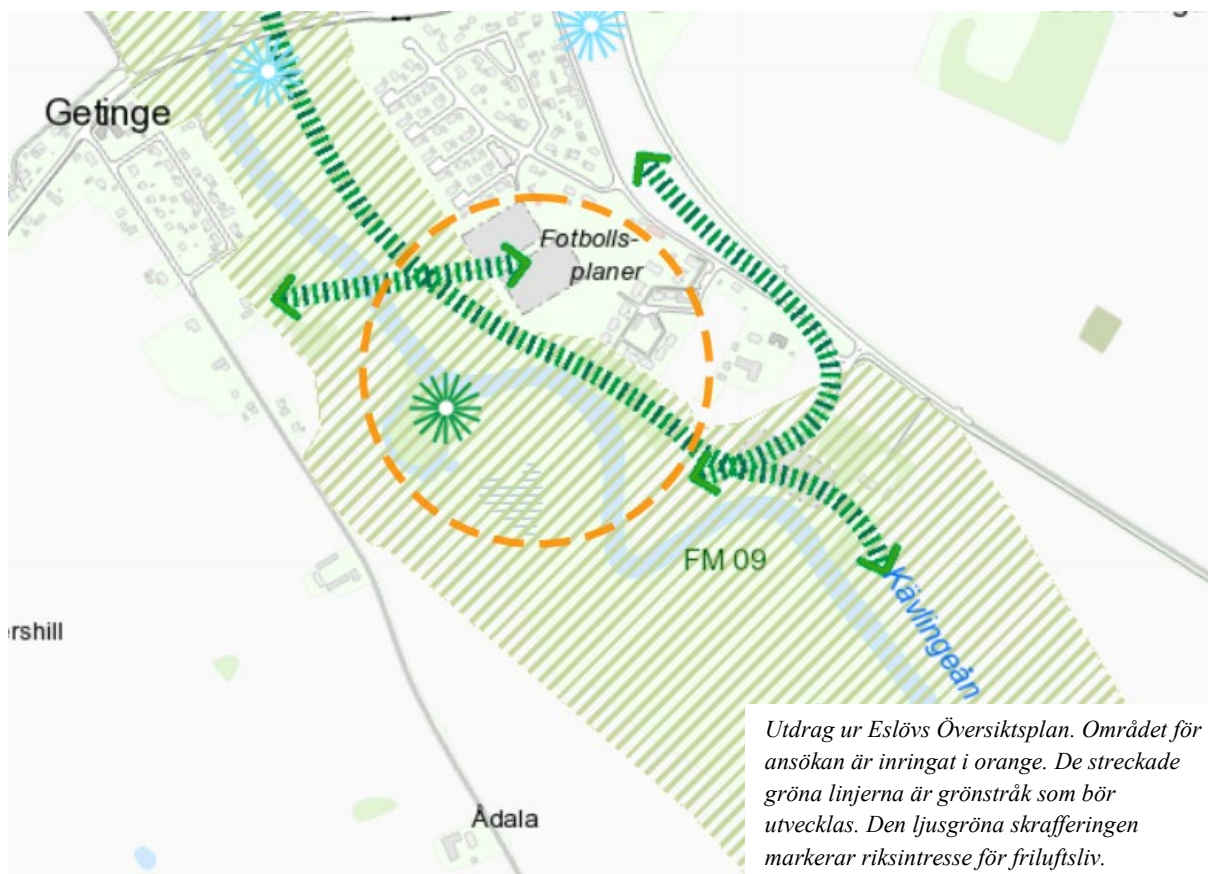 Getinge
Fotbolls-
planer
FM 09
Kävlingeån
rshill
Ådala
Utdrag ur Eslövs Översiktsplan. Området för
ansökan är inringat i orange. De streckade
gröna linjerna är grönstråk som bör
utvecklas. Den ljusgröna skrafferingen
markerar riksintresse för friluftsliv.